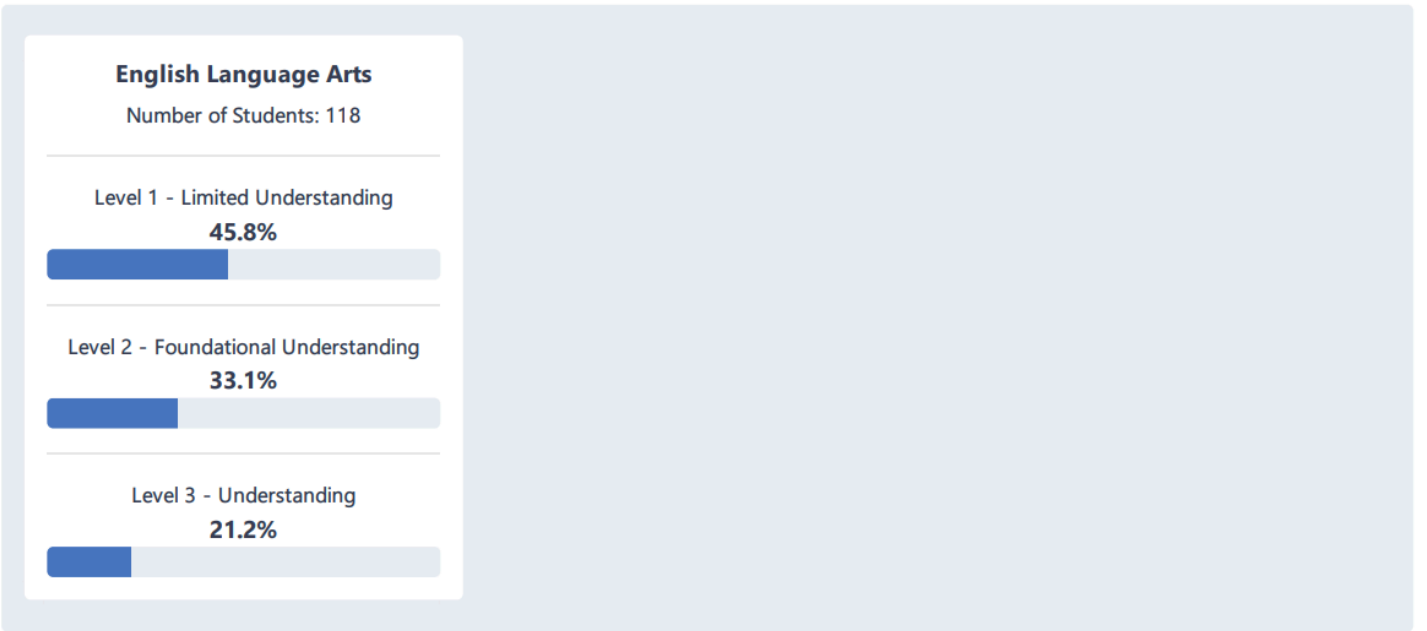 English Language Arts
Number of Students: 118
Level 1 - Limited Understanding
45.8%
Level 2 - Foundational Understanding
33.1%
Level 3 - Understanding
21.2%